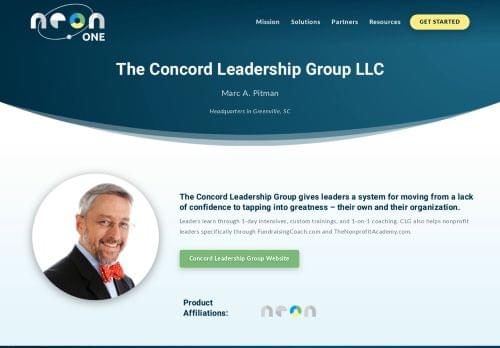 neon ONE
Mission Solutions Partners Resources GET STARTED
The Concord Leadership Group LLC
Marc A. Pitman
Headquarters in Greenville, SC
The Concord Leadership Group gives leaders a system for moving from a lack
of confidence to tapping into greatness – their own and their organization.
Leaders learn through 1-day intensives, custom trainings, and 1-on-1 coaching. CLG also helps nonprofit
leaders specifically through FundraisingCoach.com and TheNonprofitAcademy.com.
Concord Leadership Group Website
Product
Affiliations:
neon